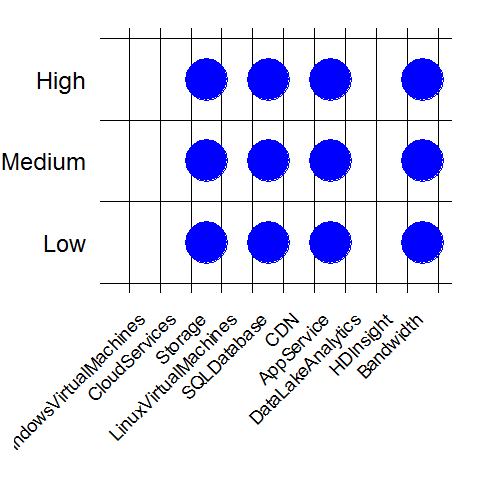 High
Medium
Low
ndowsVirtualMachines
CloudServices
Storage
LinuxVirtualMachines
SQLDatabase
CDN
AppService
DataLakeAnalytics
HDInsight
Bandwidth